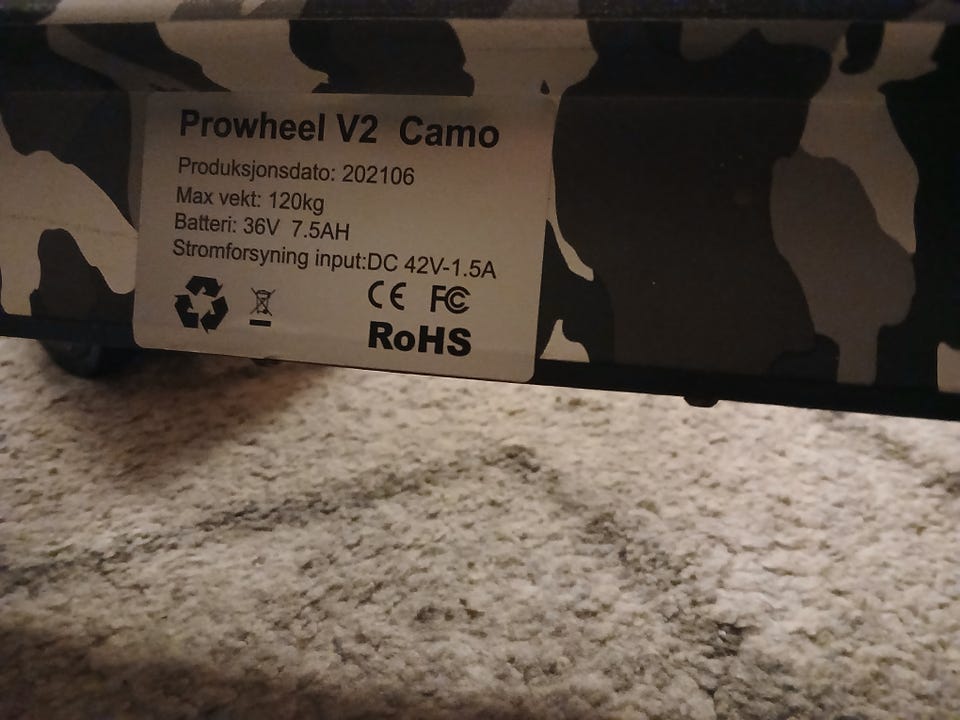 Prowheel V2 Camo
Produksjonsdato: 202106
Max vekt: 120kg
Batteri: 36V 7.5AH
Stromforsyning input:DC 42V-1.5A
CE FC
RoHS